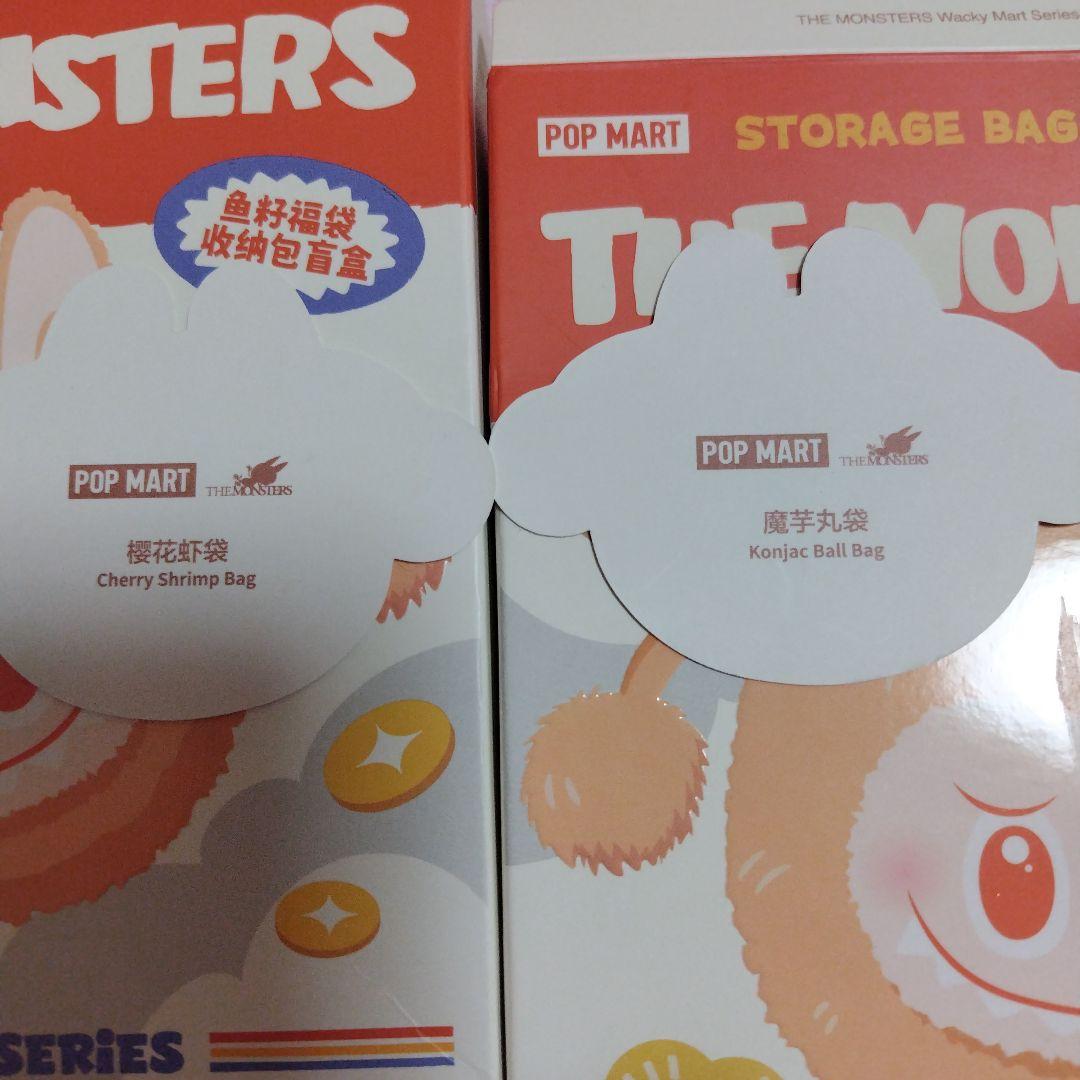 NSTERS
鱼籽福袋
收纳包盲盒
POP MART
THE MONSTERS
樱花虾袋
Cherry Shrimp Bag
SERiES
THE MONSTERS Wacky Mart Series
POP MART
STORAGE BAG
THE MON
POP MART
THE MONSTERS
魔芋丸袋
Konjac Ball Bag